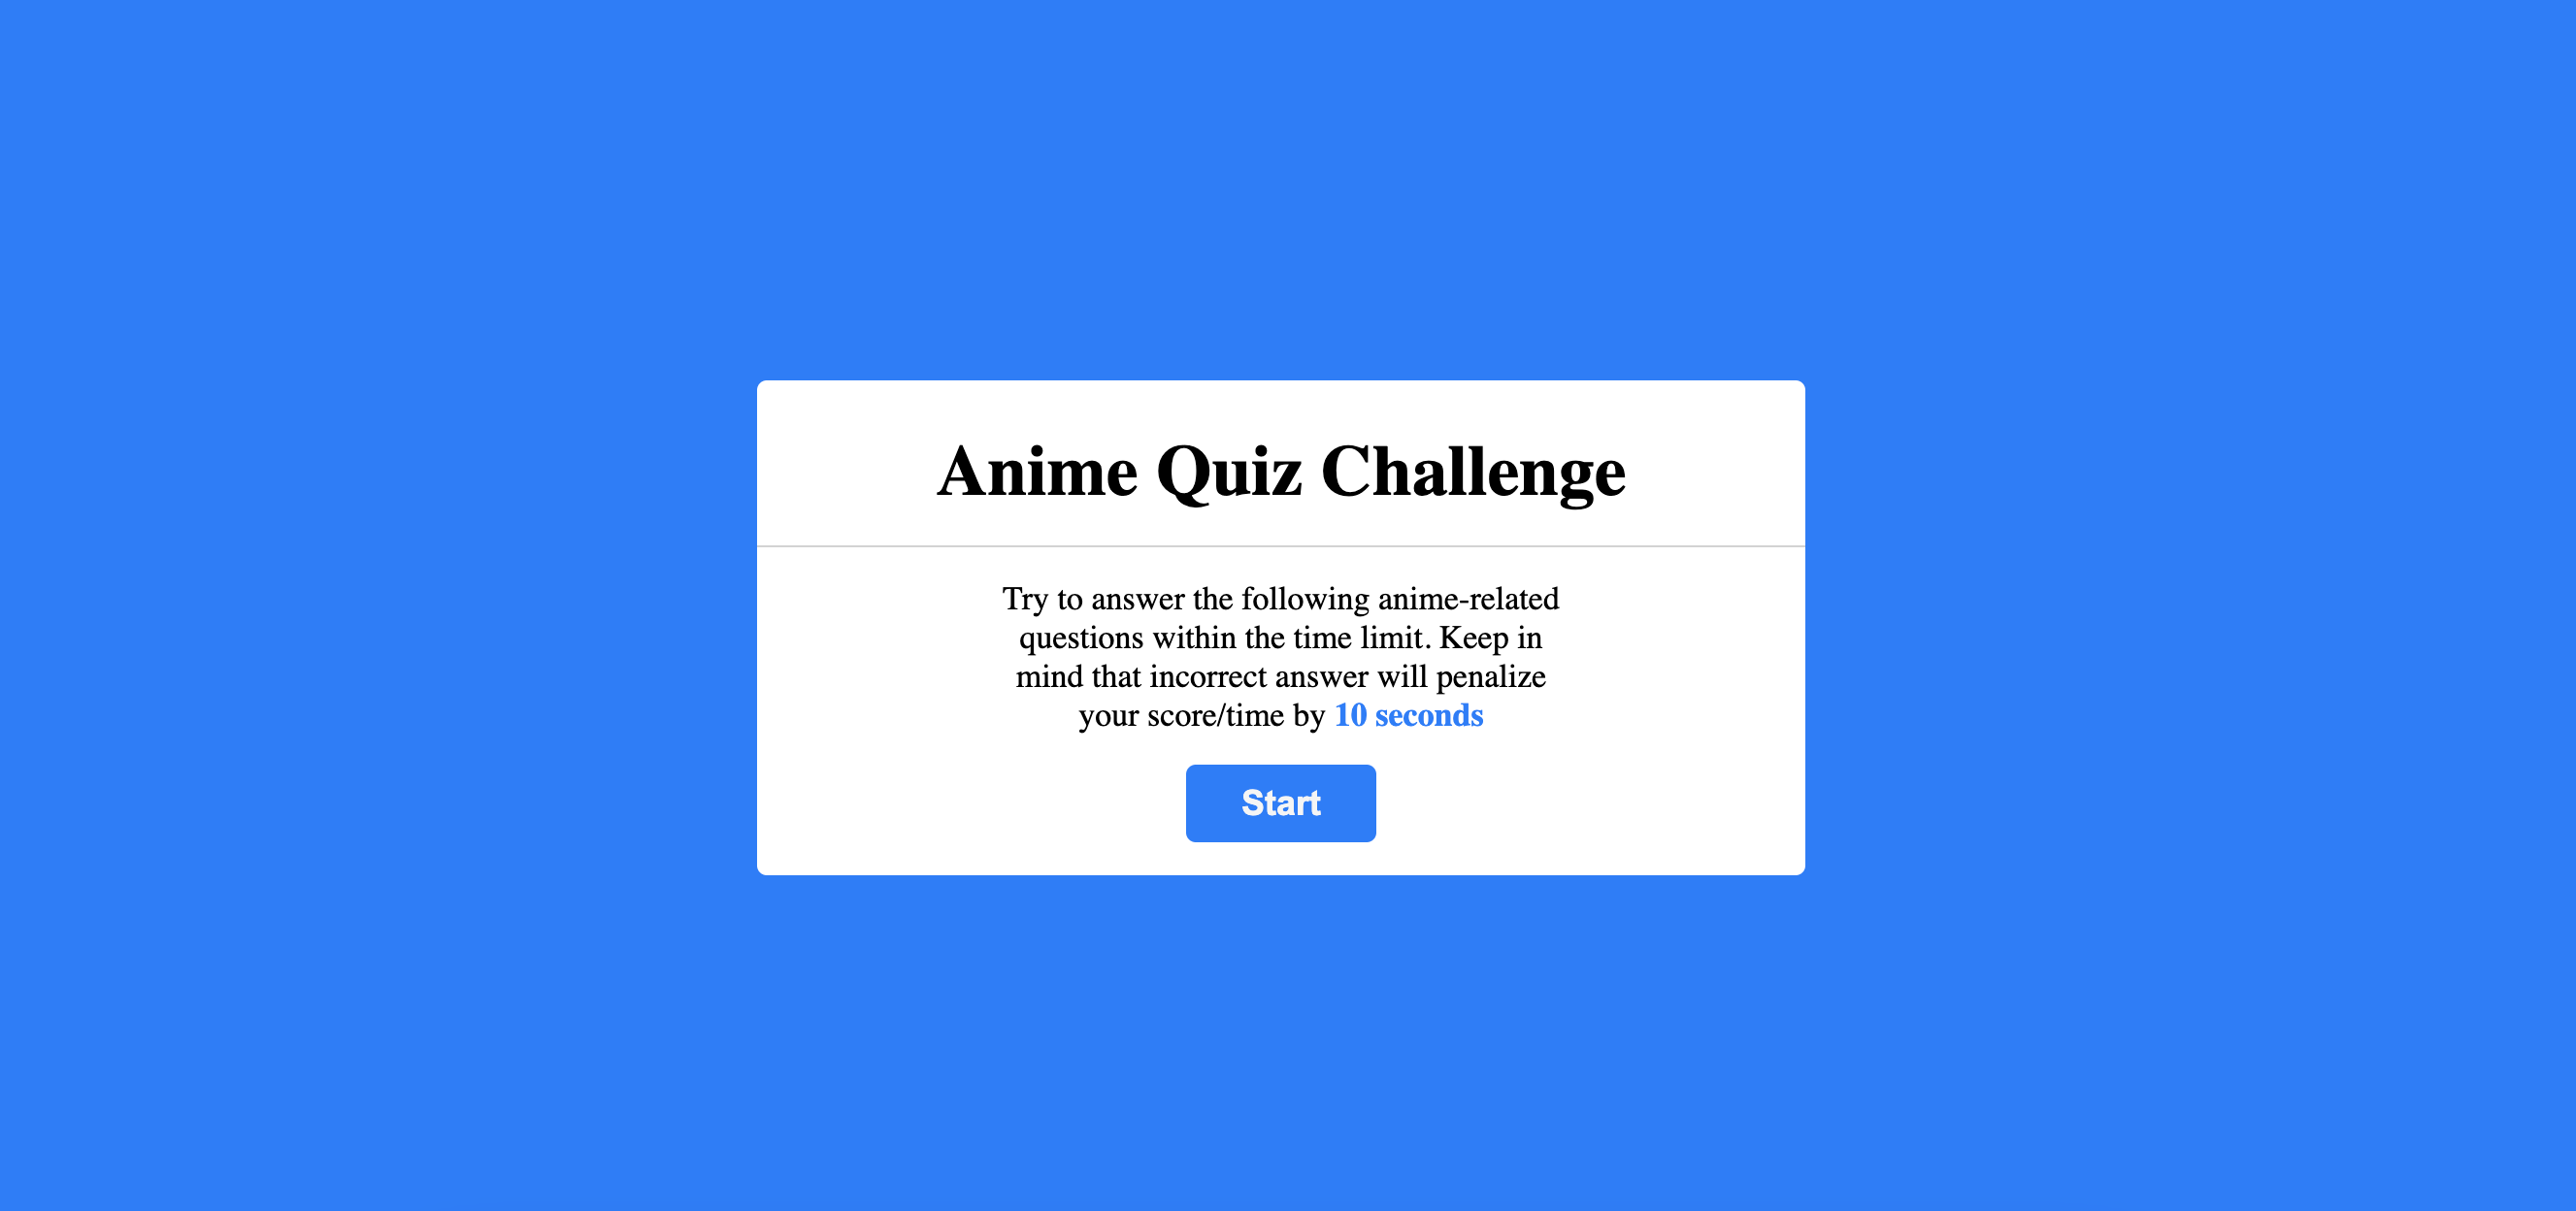 Anime Quiz Challenge
Try to answer the following anime-related
questions within the time limit. Keep in
mind that incorrect answer will penalize
your score/time by 10 seconds
Start